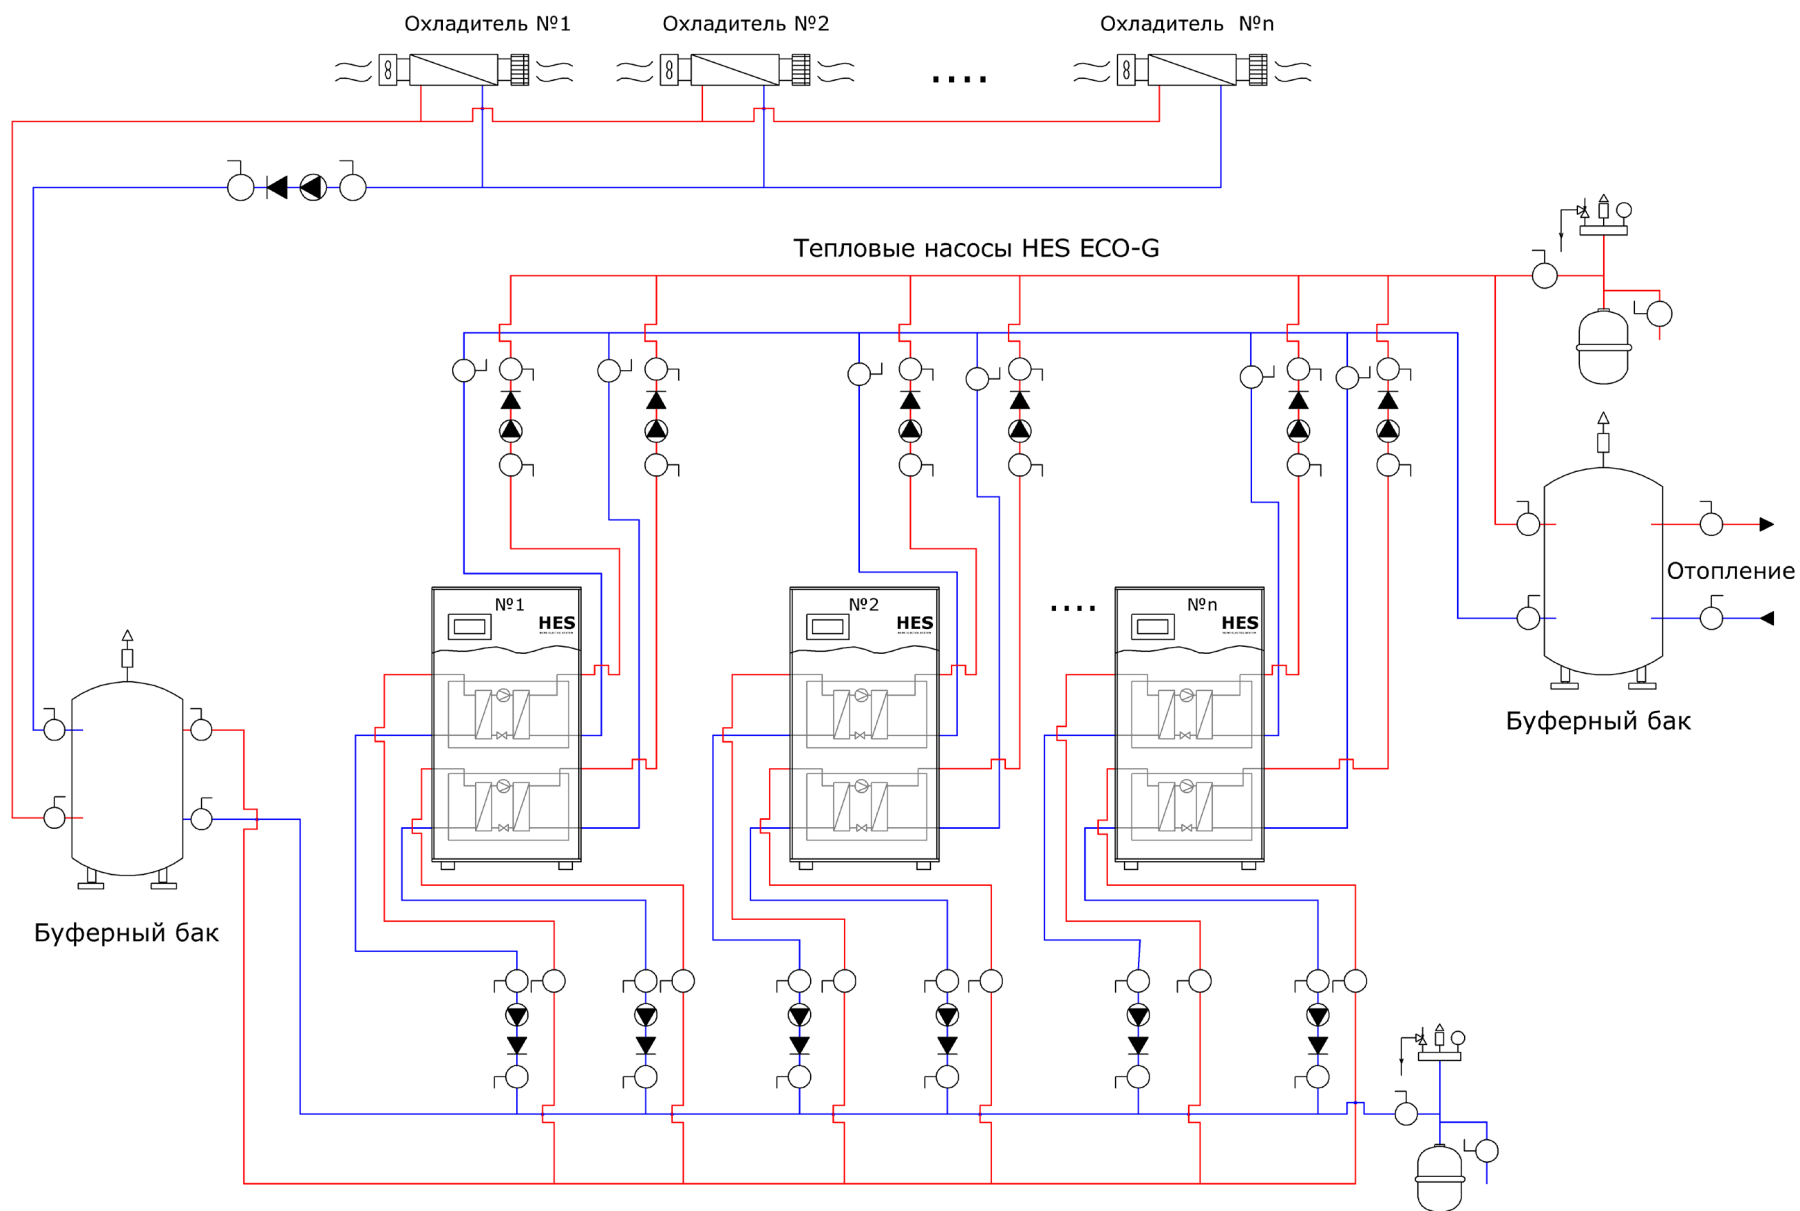 Охладитель №1
Охладитель №2
Охладитель №n
....
Тепловые насосы HES ECO-G
Отопление
№1
HES
№2
HES
....
№n
HES
Буферный бак
Буферный бак